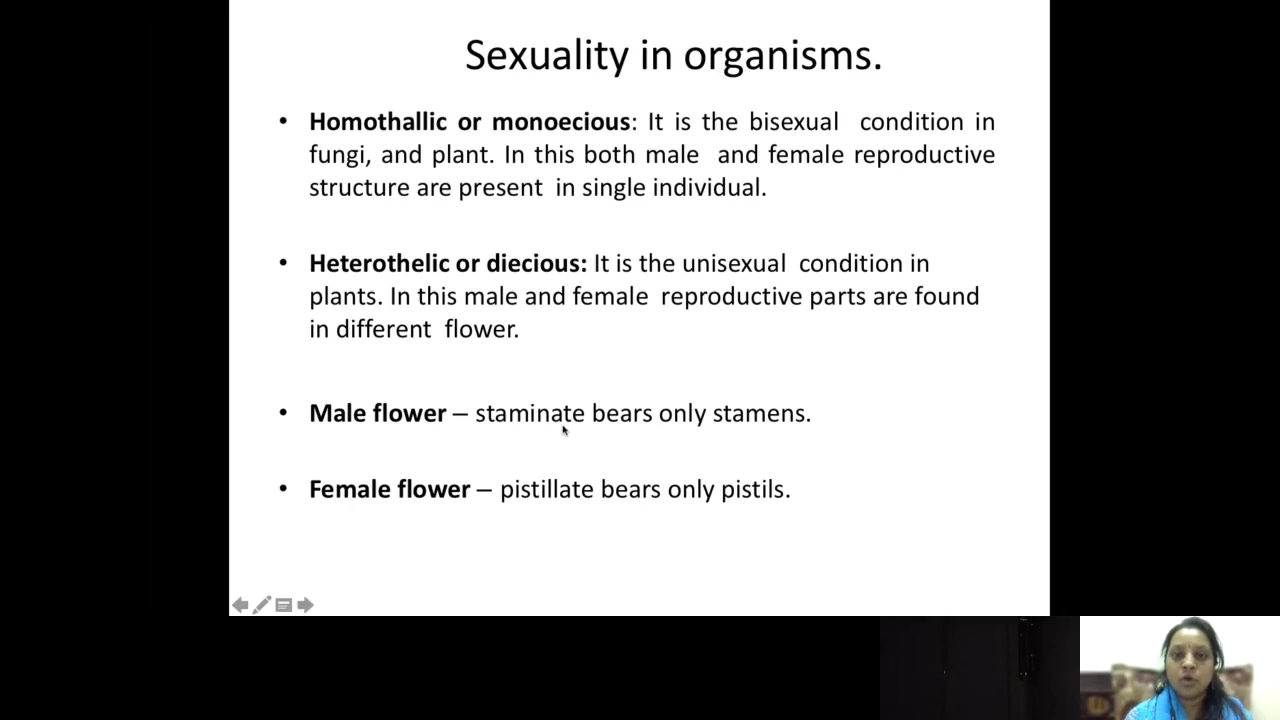 Sexuality in organisms.
• Homothallic or monoecious: It is the bisexual condition in
fungi, and plant. In this both male and female reproductive
structure are present in single individual.
• Heterothelic or diecious: It is the unisexual condition in
plants. In this male and female reproductive parts are found
in different flower.
• Male flower – staminate bears only stamens.
• Female flower – pistillate bears only pistils.